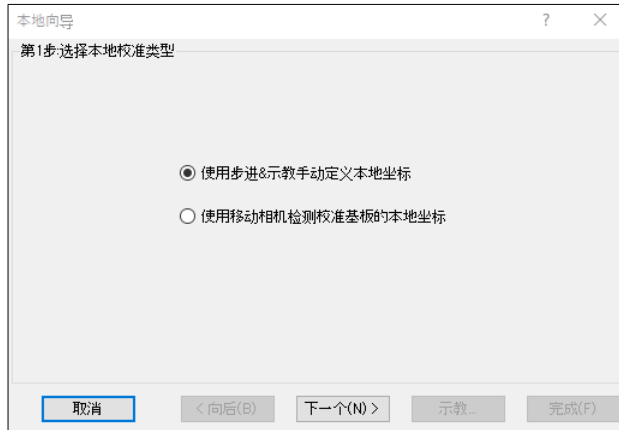 本地向导 ? ×
第1步:选择本地校准类型
使用步进&示教手动定义本地坐标
使用移动相机检测校准基板的本地坐标
取消 < 向后(B) 下一个(N) > 示教... 完成(F)